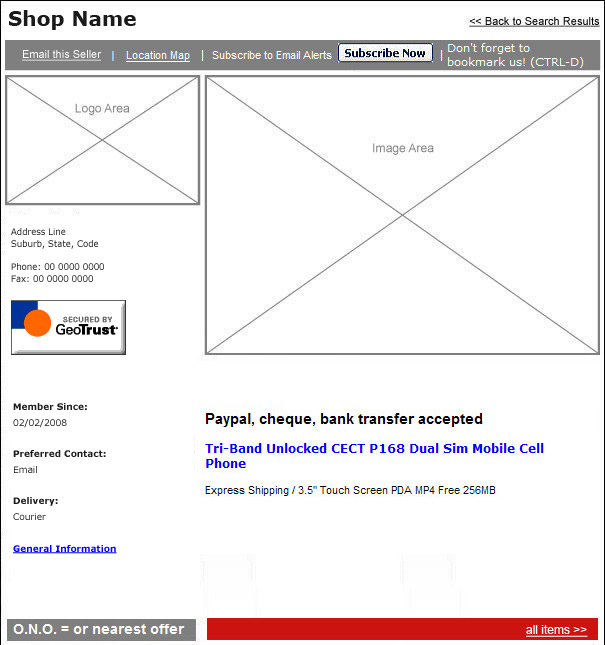 Shop Name
<< Back to Search Results
Email this Seller | Location Map | Subscribe to Email Alerts Subscribe Now | Don't forget to
bookmark us! (CTRL-D)
Logo Area
Image Area
Address Line
Suburb, State, Code
Phone: 00 0000 0000
Fax: 00 0000 0000
SECURED BY
GeoTrust
Member Since:
02/02/2008
Preferred Contact:
Email
Delivery:
Courier
General Information
Paypal, cheque, bank transfer accepted
Tri-Band Unlocked CECT P168 Dual Sim Mobile Cell
Phone
Express Shipping / 3.5" Touch Screen PDA MP4 Free 256MB
O.N.O. = or nearest offer
all items >>